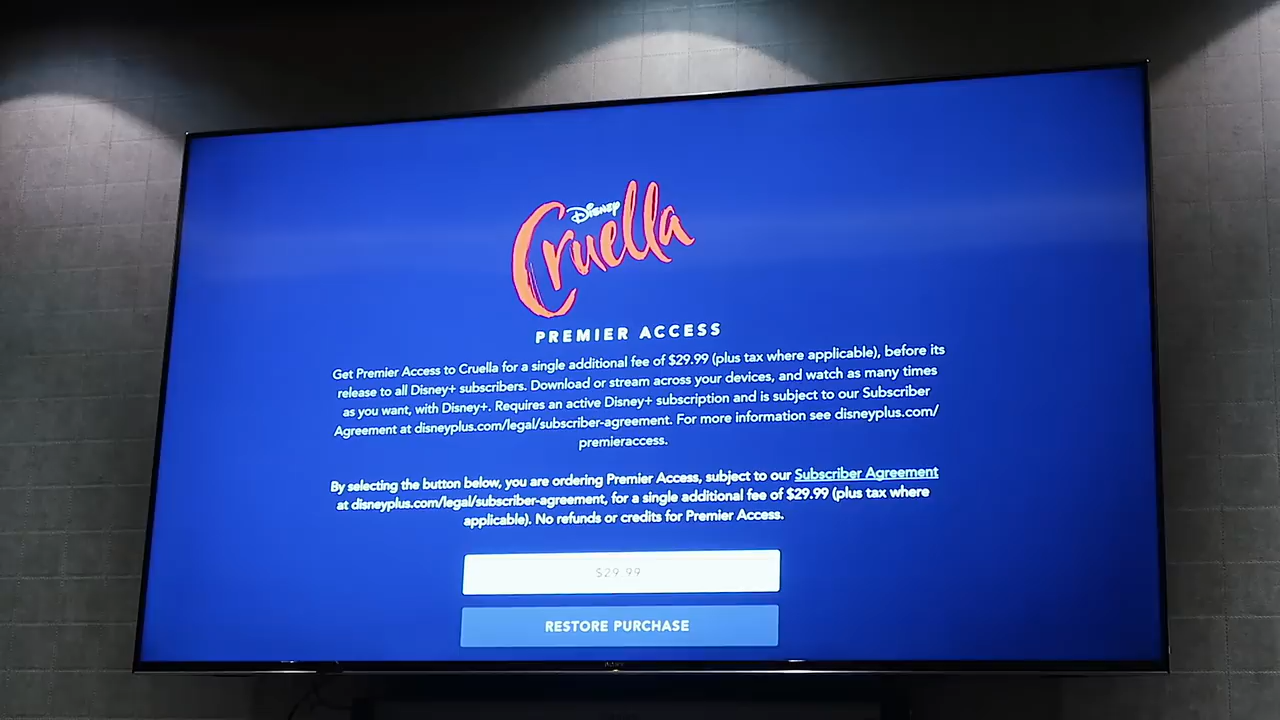 Disney
Cruella
PREMIER ACCESS
Get Premier Access to Cruella for a single additional fee of $29.99 (plus tax where applicable), before its
release to all Disney+ subscribers. Download or stream across your devices, and watch as many times
as you want, with Disney+. Requires an active Disney+ subscription and is subject to our Subscriber
Agreement at disneyplus.com/legal/subscriber-agreement. For more information see disneyplus.com/
premieraccess.
By selecting the button below, you are ordering Premier Access, subject to our Subscriber Agreement
at disneyplus.com/legal/subscriber-agreement, for a single additional fee of $29.99 (plus tax where
applicable). No refunds or credits for Premier Access.
$29.99
RESTORE PURCHASE